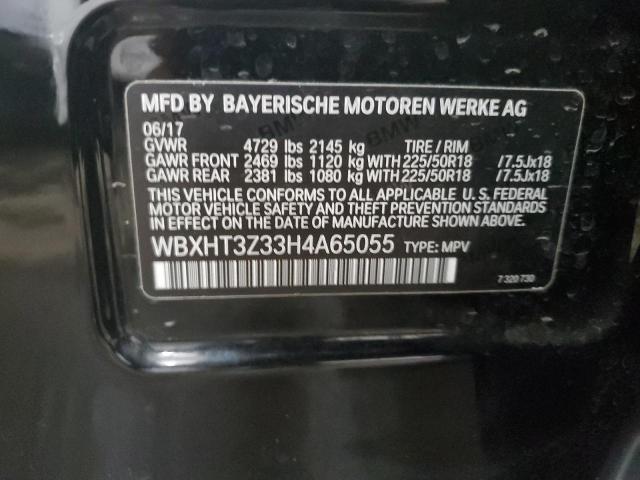 MFD BY BAYERISCHE MOTOREN WERKE AG
06/17
GVWR 4729 lbs 2145 kg TIRE / RIM
GAWR FRONT 2469 lbs 1120 kg WITH 225/50R18 /7.5Jx18
GAWR REAR 2381 lbs 1080 kg WITH 225/50R18 /7.5Jx18
THIS VEHICLE CONFORMS TO ALL APPLICABLE U. S. FEDERAL
MOTOR VEHICLE SAFETY AND THEFT PREVENTION STANDARDS
IN EFFECT ON THE DATE OF MANUFACTURE SHOWN ABOVE.
WBXHT3Z33H4A65055 TYPE: MPV
7 320 730